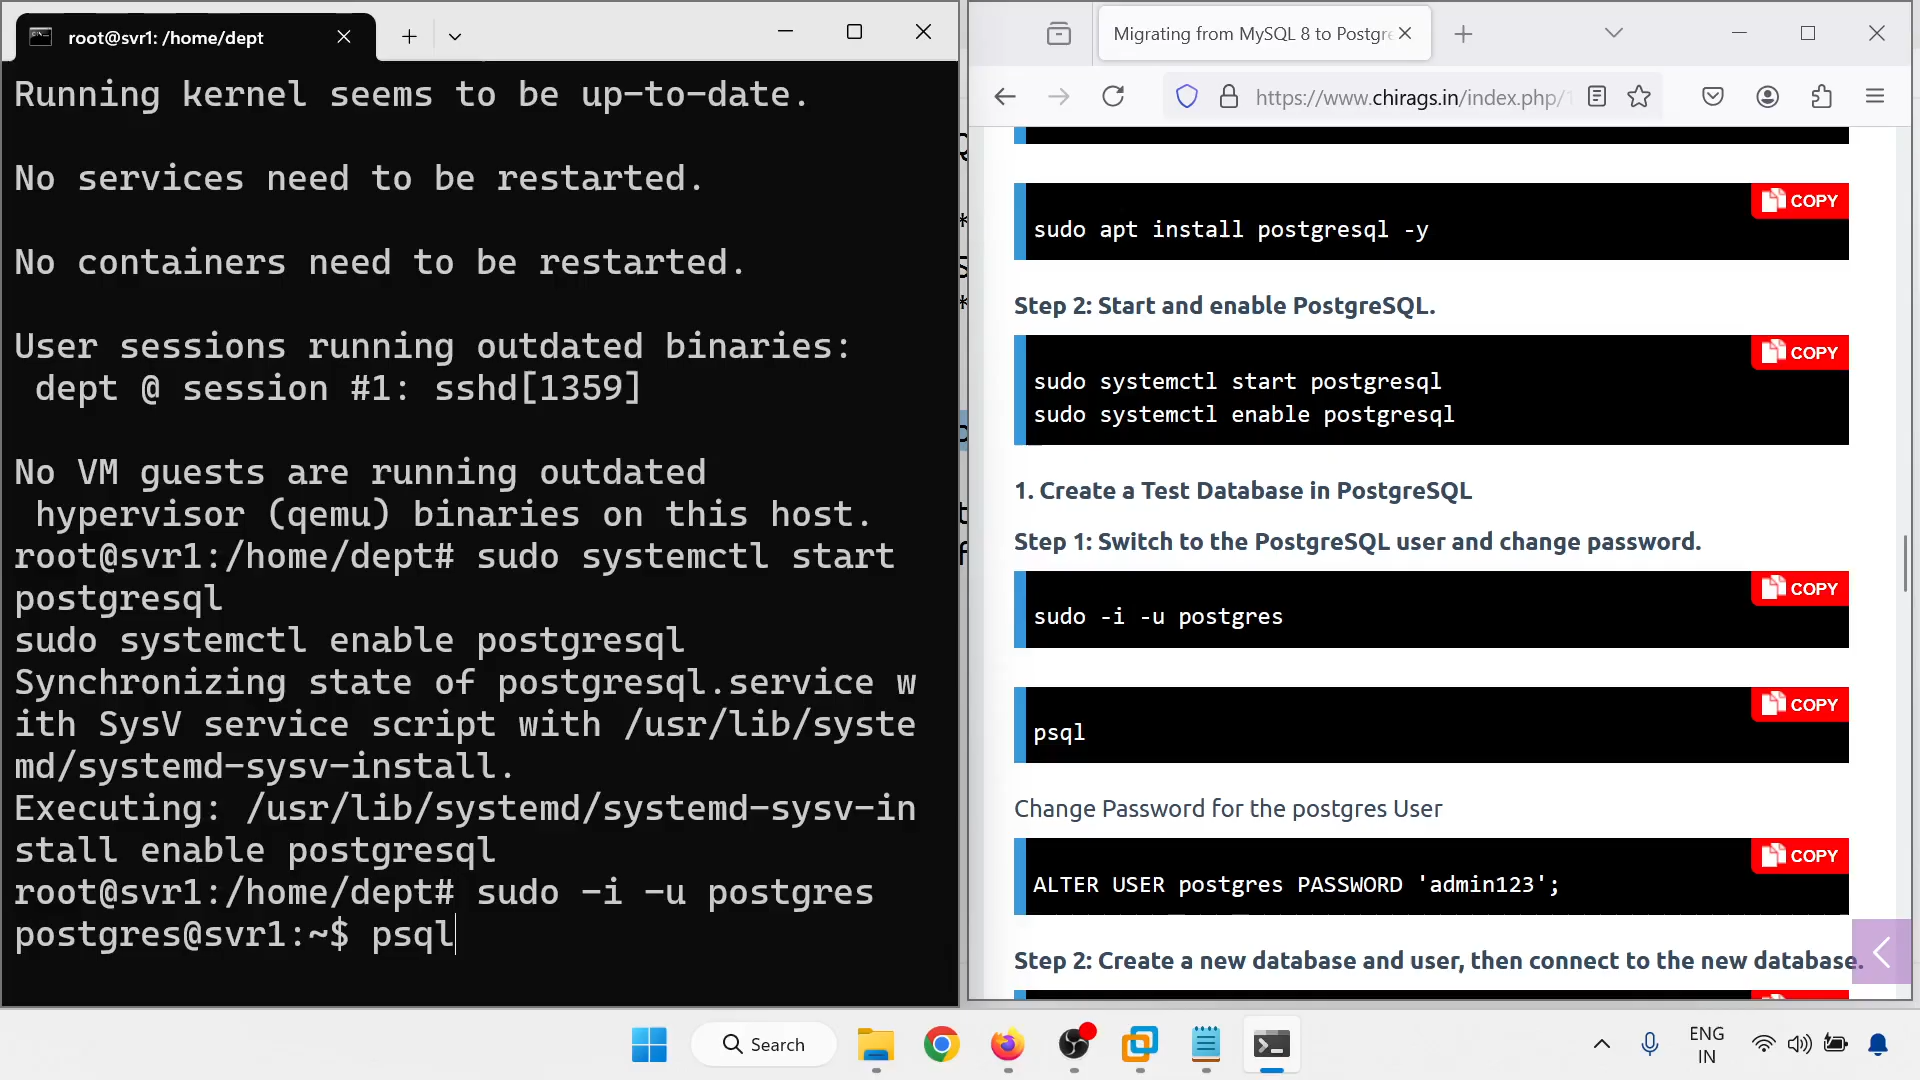 root@svr1: /home/dept
Running kernel seems to be up-to-date.
No services need to be restarted.
No containers need to be restarted.
User sessions running outdated binaries:
dept @ session #1: sshd[1359]
No VM guests are running outdated
hypervisor (qemu) binaries on this host.
root@svr1:/home/dept# sudo systemctl start
postgresql
sudo systemctl enable postgresql
Synchronizing state of postgresql.service w
ith SysV service script with /usr/lib/syste
md/systemd-sysv-install.
Executing: /usr/lib/systemd/systemd-sysv-in
stall enable postgresql
root@svr1:/home/dept# sudo -i -u postgres
postgres@svr1:~$ psql
Migrating from MySQL 8 to Postgre
https://www.chirags.in/index.php/1
COPY
sudo apt install postgresql -y
Step 2: Start and enable PostgreSQL.
COPY
sudo systemctl start postgresql
sudo systemctl enable postgresql
1. Create a Test Database in PostgreSQL
Step 1: Switch to the PostgreSQL user and change password.
COPY
sudo -i -u postgres
COPY
psql
Change Password for the postgres User
COPY
ALTER USER postgres PASSWORD 'admin123';
Step 2: Create a new database and user, then connect to the new database.
Search
ENG
IN